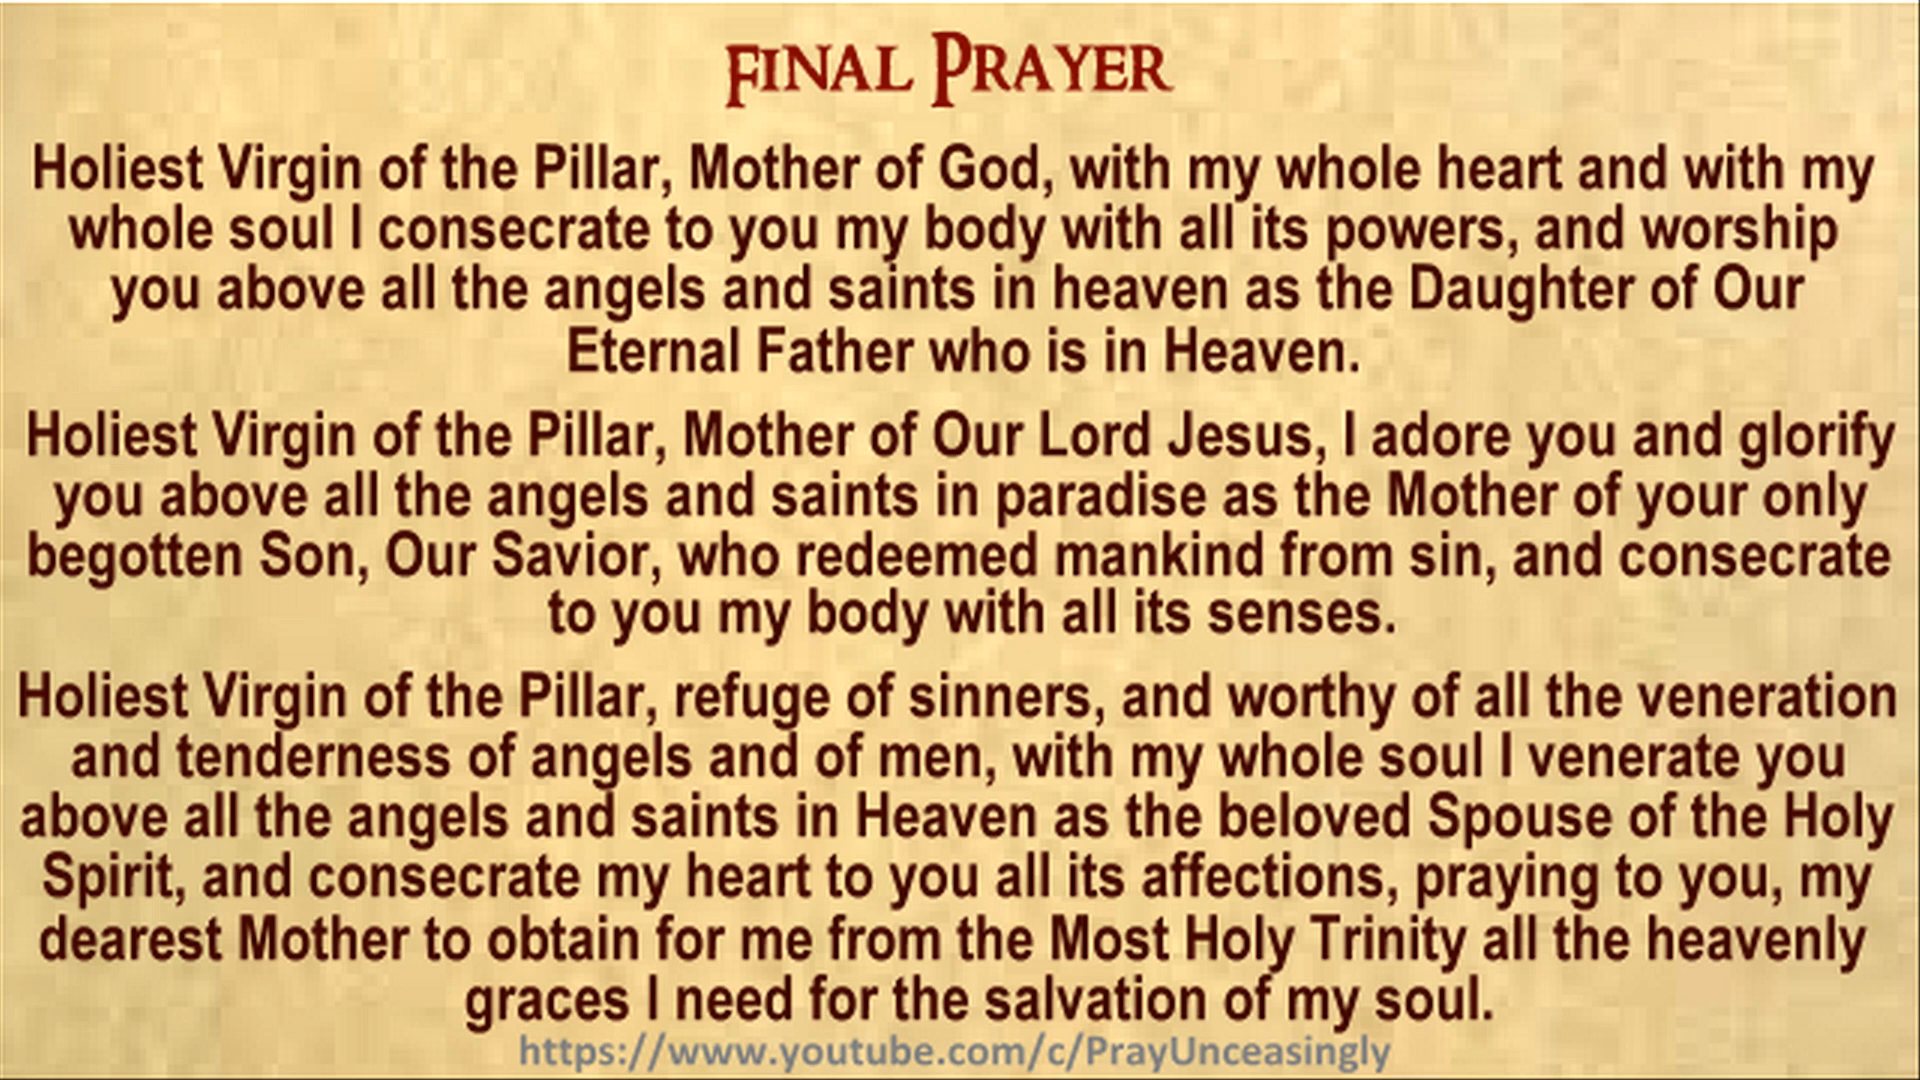 Final Prayer
Holiest Virgin of the Pillar, Mother of God, with my whole heart and with my
whole soul I consecrate to you my body with all its powers, and worship
you above all the angels and saints in heaven as the Daughter of Our
Eternal Father who is in Heaven.
Holiest Virgin of the Pillar, Mother of Our Lord Jesus, I adore you and glorify
you above all the angels and saints in paradise as the Mother of your only
begotten Son, Our Savior, who redeemed mankind from sin, and consecrate
to you my body with all its senses.
Holiest Virgin of the Pillar, refuge of sinners, and worthy of all the veneration
and tenderness of angels and of men, with my whole soul I venerate you
above all the angels and saints in Heaven as the beloved Spouse of the Holy
Spirit, and consecrate my heart to you all its affections, praying to you, my
dearest Mother to obtain for me from the Most Holy Trinity all the heavenly
graces I need for the salvation of my soul.
https://www.youtube.com/c/PrayUnceasingly